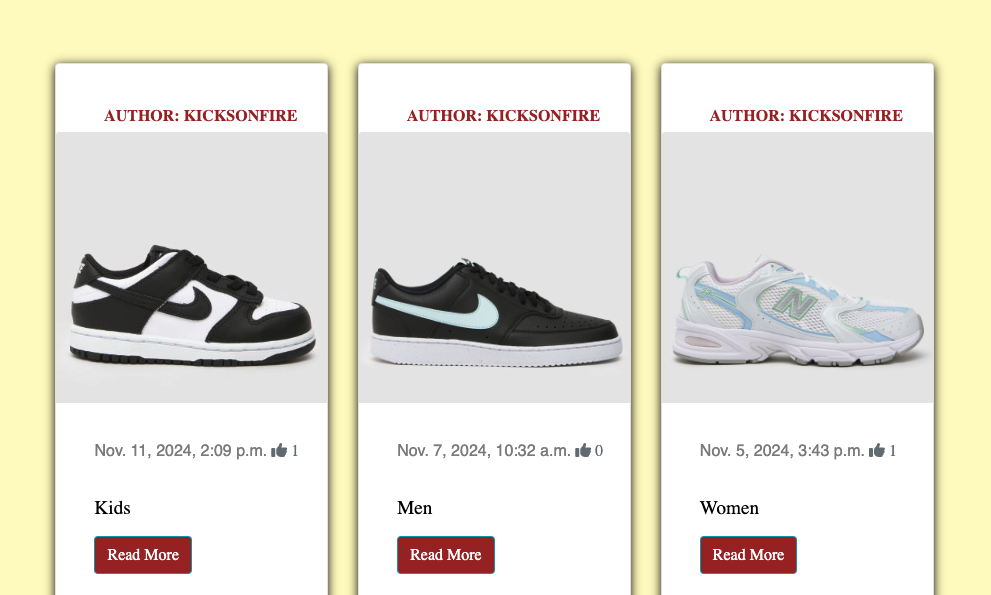 AUTHOR: KICKSONFIRE
Nov. 11, 2024, 2:09 p.m. 1
Kids
Read More
AUTHOR: KICKSONFIRE
Nov. 7, 2024, 10:32 a.m. 0
Men
Read More
AUTHOR: KICKSONFIRE
N
Nov. 5, 2024, 3:43 p.m. 1
Women
Read More